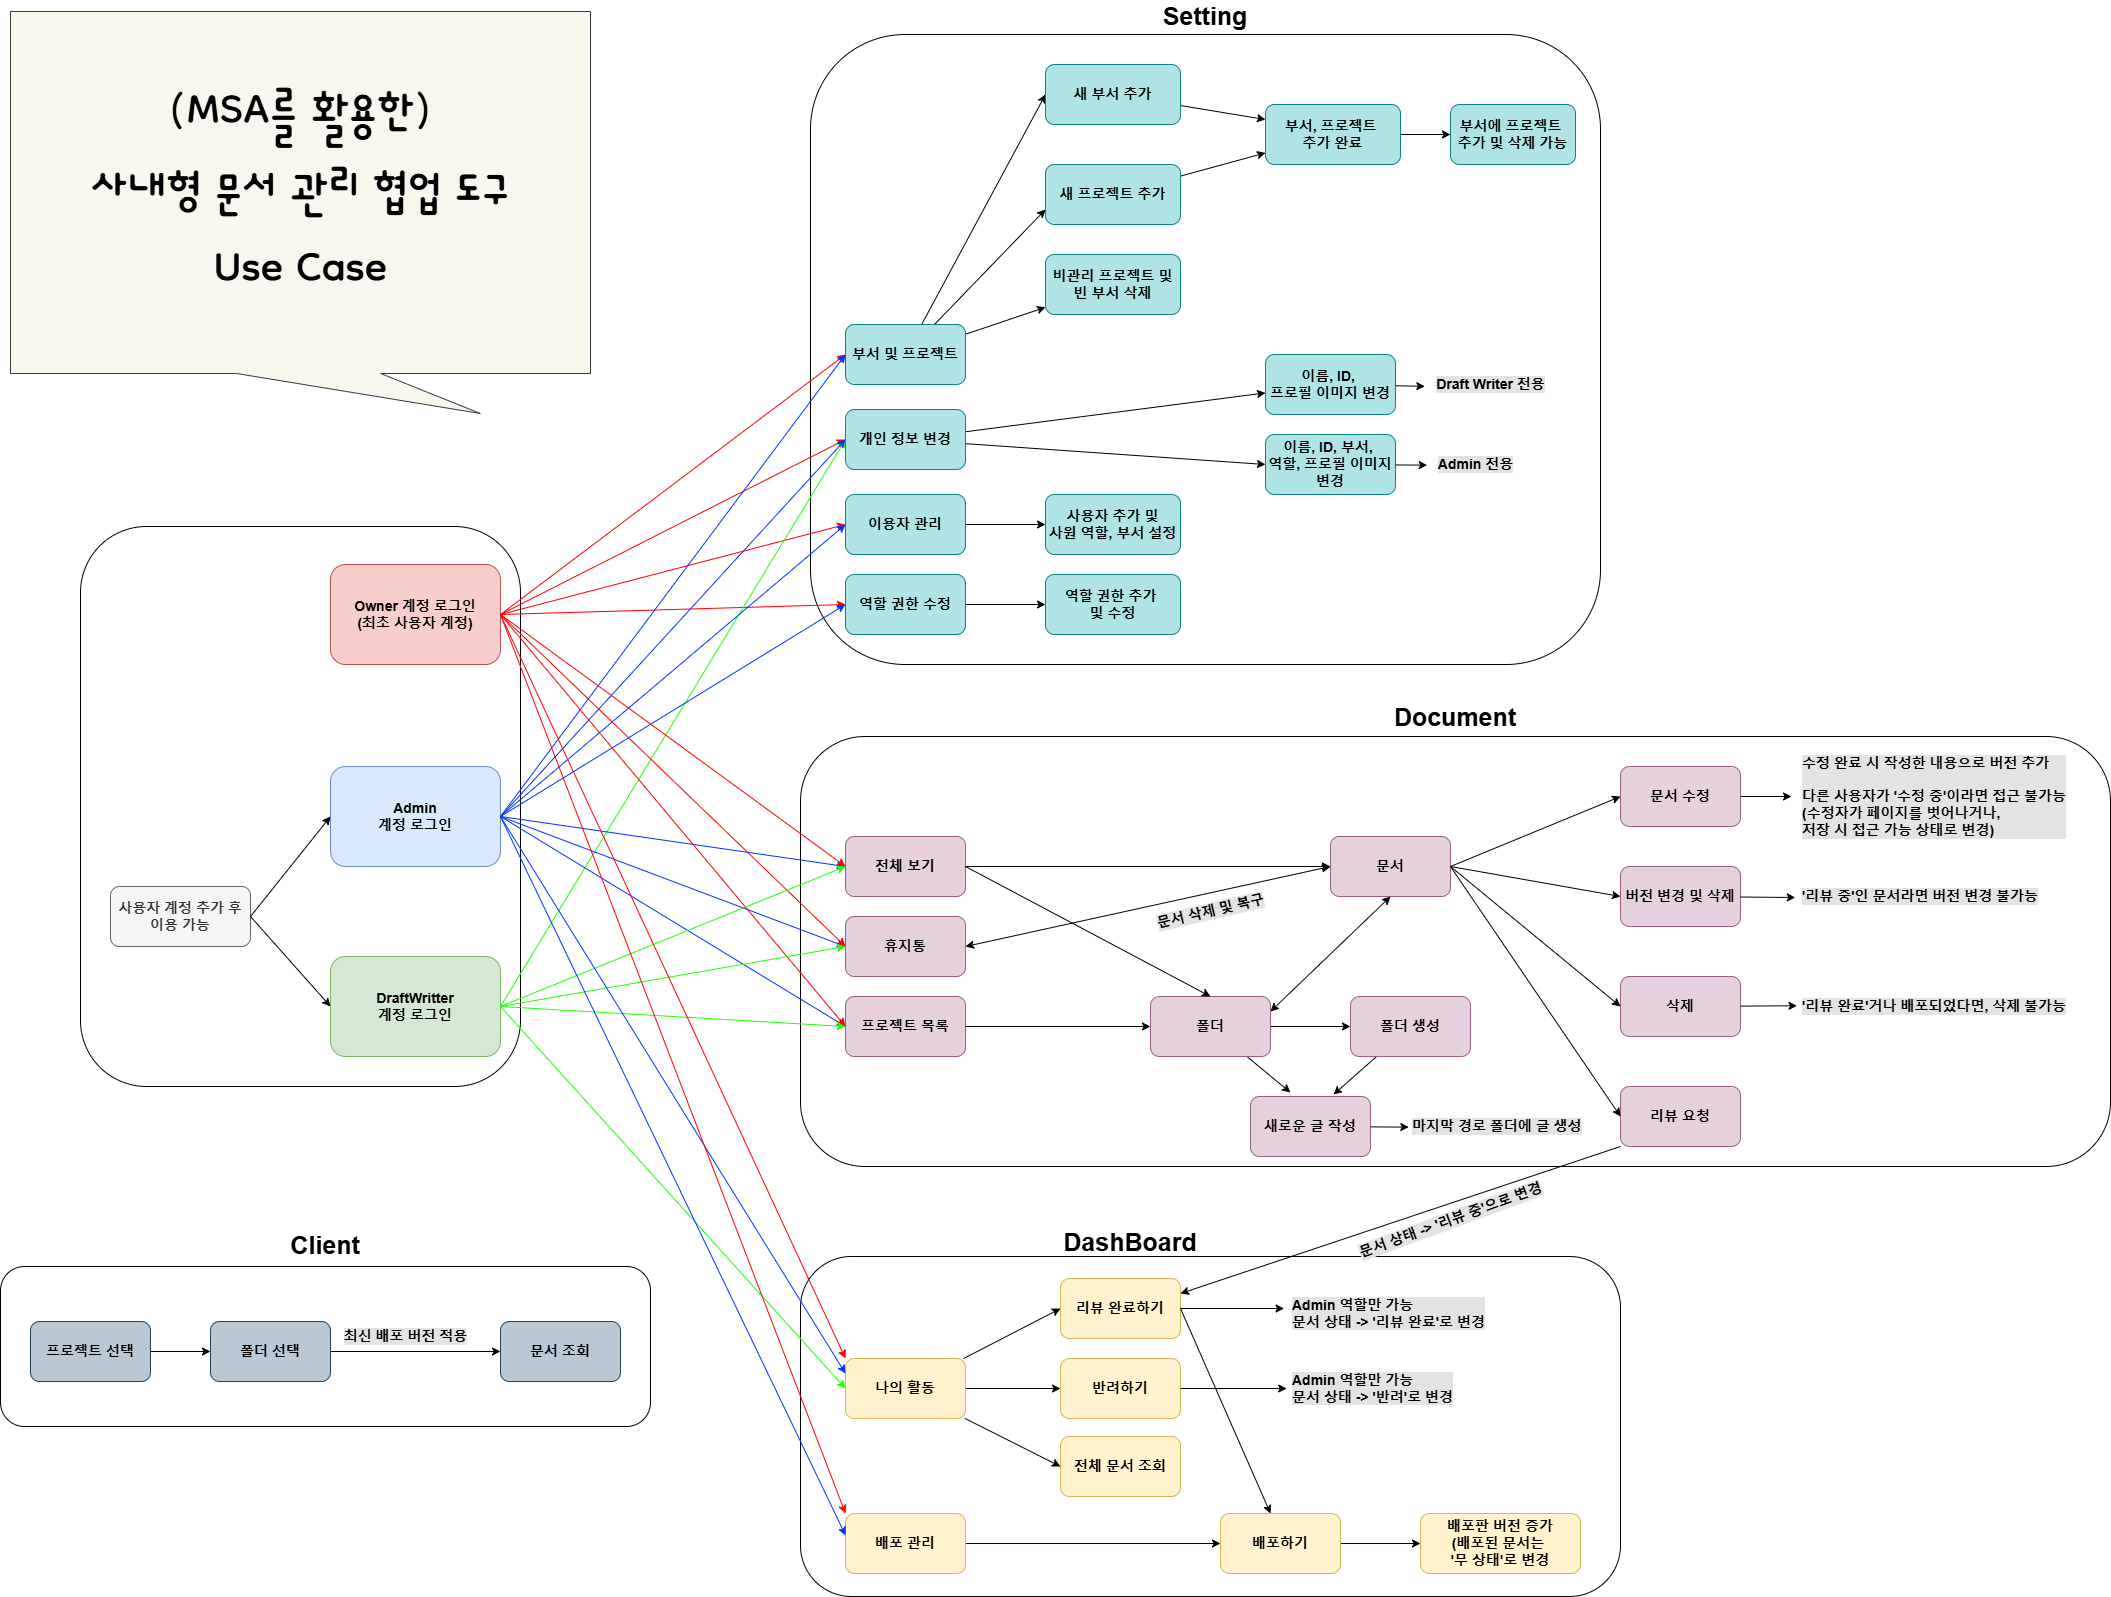 (MSA를 활용한)
사내형 문서 관리 협업 도구
Use Case
Setting
새 부서 추가
새 프로젝트 추가
부서, 프로젝트
추가 완료
부서에 프로젝트
추가 및 삭제 가능
비관리 프로젝트 및
빈 부서 삭제
부서 및 프로젝트
개인 정보 변경
이름, ID,
프로필 이미지 변경
Draft Writer 전용
이름, ID, 부서,
역할, 프로필 이미지
변경
Admin 전용
이용자 관리
사용자 추가 및
사원 역할, 부서 설정
역할 권한 수정
역할 권한 추가
및 수정
Owner 계정 로그인
(최초 사용자 계정)
Admin
계정 로그인
사용자 계정 추가 후
이용 가능
DraftWritter
계정 로그인
Document
전체 보기
휴지통
프로젝트 목록
문서 삭제 및 복구
문서
폴더
폴더 생성
새로운 글 작성
마지막 경로 폴더에 글 생성
문서 수정
수정 완료 시 작성한 내용으로 버전 추가
다른 사용자가 '수정 중'이라면 접근 불가능
(수정자가 페이지를 벗어나거나,
저장 시 접근 가능 상태로 변경)
버전 변경 및 삭제
'리뷰 중'인 문서라면 버전 변경 불가능
삭제
'리뷰 완료'거나 배포되었다면, 삭제 불가능
리뷰 요청
문서 상태 -> '리뷰 중'으로 변경
Client
프로젝트 선택
폴더 선택
최신 배포 버전 적용
문서 조회
DashBoard
나의 활동
리뷰 완료하기
Admin 역할만 가능
문서 상태 -> '리뷰 완료'로 변경
반려하기
Admin 역할만 가능
문서 상태 -> '반려'로 변경
전체 문서 조회
배포 관리
배포하기
배포판 버전 증가
(배포된 문서는
'무 상태'로 변경